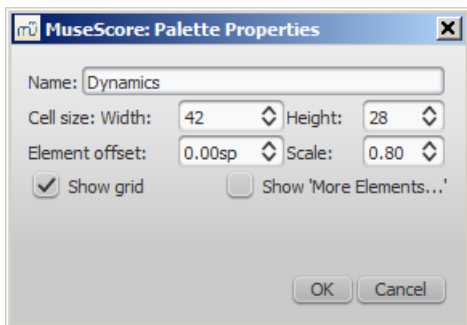 mű MuseScore: Palette Properties
Name: Dynamics
Cell size: Width: 42 Height: 28
Element offset: 0.00sp Scale: 0.80
Show grid Show 'More Elements...'
OK Cancel